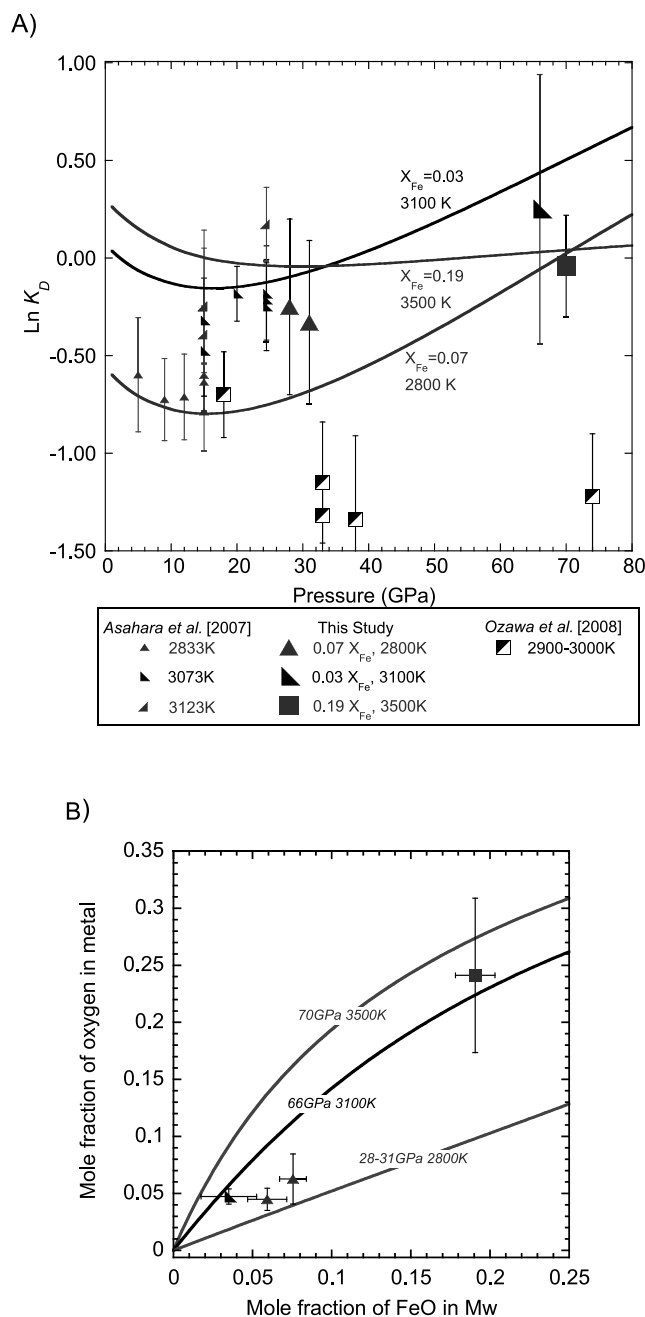 A)
1.00
0.50
0.00
-0.50
-1.00
-1.50
Ln K_D
X_Fe=0.03
3100 K
X_Fe=0.19
3500 K
X_Fe=0.07
2800 K
0 10 20 30 40 50 60 70 80
Pressure (GPa)
Asahara et al. [2007] This Study Ozawa et al. [2008]
2833K 0.07 X_Fe, 2800K 2900-3000K
3073K 0.03 X_Fe, 3100K
3123K 0.19 X_Fe, 3500K
B)
0.35
0.3
0.25
0.2
0.15
0.1
0.05
0
Mole fraction of oxygen in metal
70GPa 3500K
66GPa 3100K
28-31GPa 2800K
0 0.05 0.1 0.15 0.2 0.25
Mole fraction of FeO in Mw